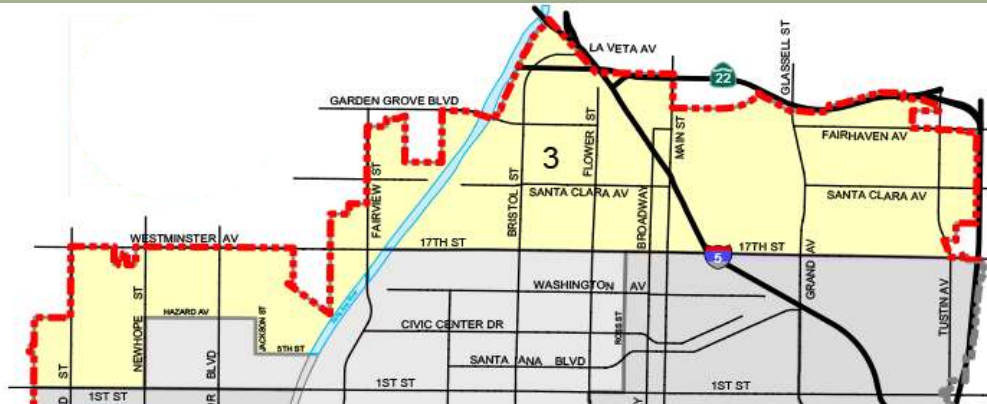 LA VETA AV
GLASSELL ST
22
GARDEN GROVE BLVD
FLOWER ST
MAIN ST
FAIRHAVEN AV
3
FAIRVIEW ST
BRISTOL ST
SANTA CLARA AV
SANTA CLARA AV
BROADWAY
WESTMINSTER AV
17TH ST
17TH ST
5
NEWHOPE ST
WASHINGTON AV
GRAND AV
TUSTIN AV
HAZARD AV
JACKSON ST
CIVIC CENTER DR
ROSS ST
5TH ST
SANTA ANA BLVD
BLVD
ST
1ST ST
1ST ST
1ST ST